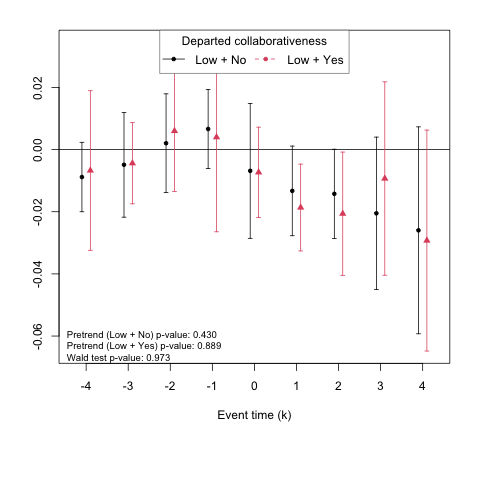 Departed collaborativeness
Low + No Low + Yes
0.02
0.00
-0.02
-0.04
-0.06
Pretrend (Low + No) p-value: 0.430
Pretrend (Low + Yes) p-value: 0.889
Wald test p-value: 0.973
-4 -3 -2 -1 0 1 2 3 4
Event time (k)